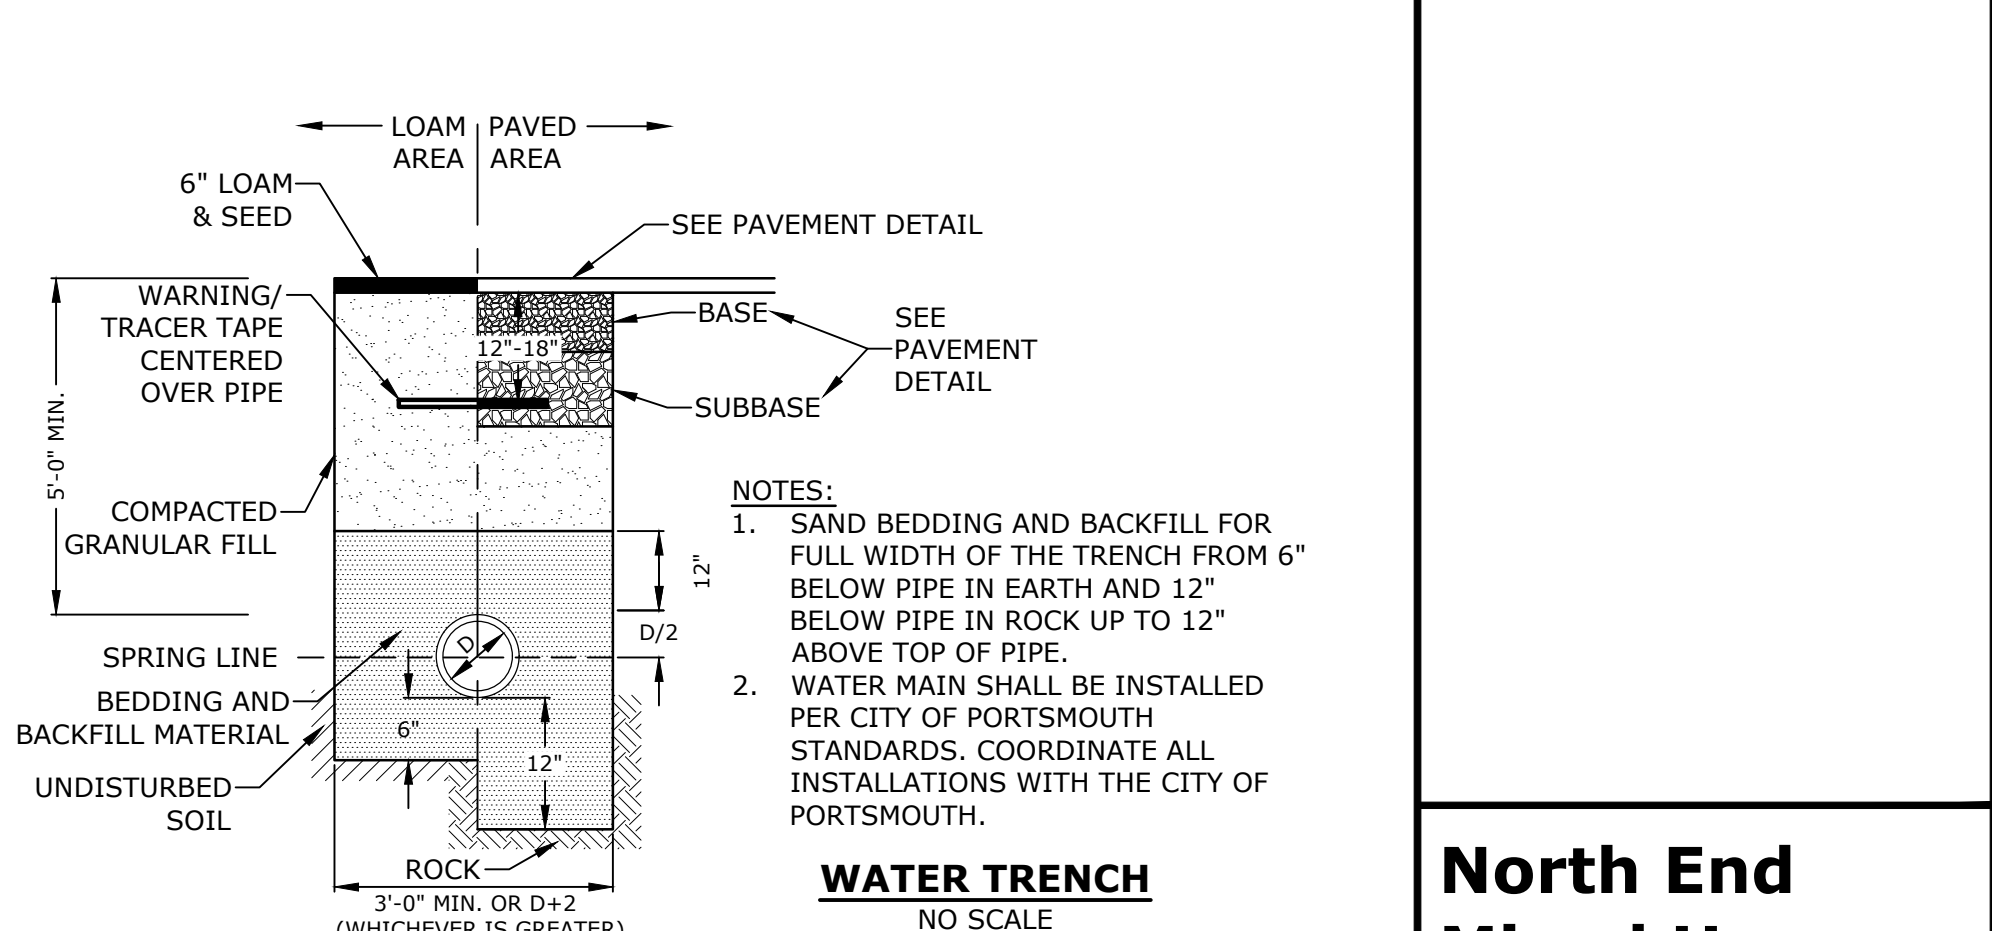 LOAM
AREA
PAVED
AREA
6" LOAM
& SEED
SEE PAVEMENT DETAIL
WARNING/
TRACER TAPE
CENTERED
OVER PIPE
BASE
SEE
PAVEMENT
DETAIL
12"-18"
SUBBASE
5'-0" MIN.
COMPACTED
GRANULAR FILL
12"
D/2
D
SPRING LINE
BEDDING AND
BACKFILL MATERIAL
6"
12"
UNDISTURBED
SOIL
ROCK
3'-0" MIN. OR D+2
(WHICHEVER IS GREATER)
NOTES:
1. SAND BEDDING AND BACKFILL FOR
FULL WIDTH OF THE TRENCH FROM 6"
BELOW PIPE IN EARTH AND 12"
BELOW PIPE IN ROCK UP TO 12"
ABOVE TOP OF PIPE.
2. WATER MAIN SHALL BE INSTALLED
PER CITY OF PORTSMOUTH
STANDARDS. COORDINATE ALL
INSTALLATIONS WITH THE CITY OF
PORTSMOUTH.
WATER TRENCH
NO SCALE
North End